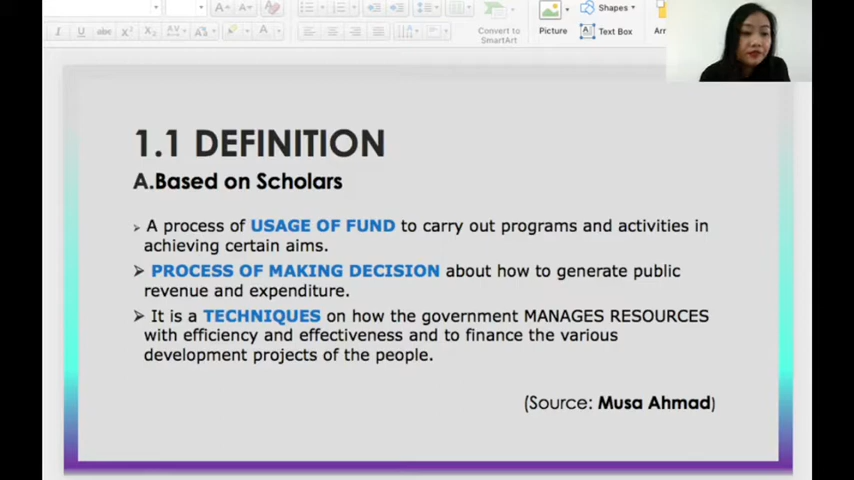 Convert to
SmartArt
Picture
Shapes
Text Box
1.1 DEFINITION
A.Based on Scholars
A process of USAGE OF FUND to carry out programs and activities in
achieving certain aims.
PROCESS OF MAKING DECISION about how to generate public
revenue and expenditure.
It is a TECHNIQUES on how the government MANAGES RESOURCES
with efficiency and effectiveness and to finance the various
development projects of the people.
(Source: Musa Ahmad)